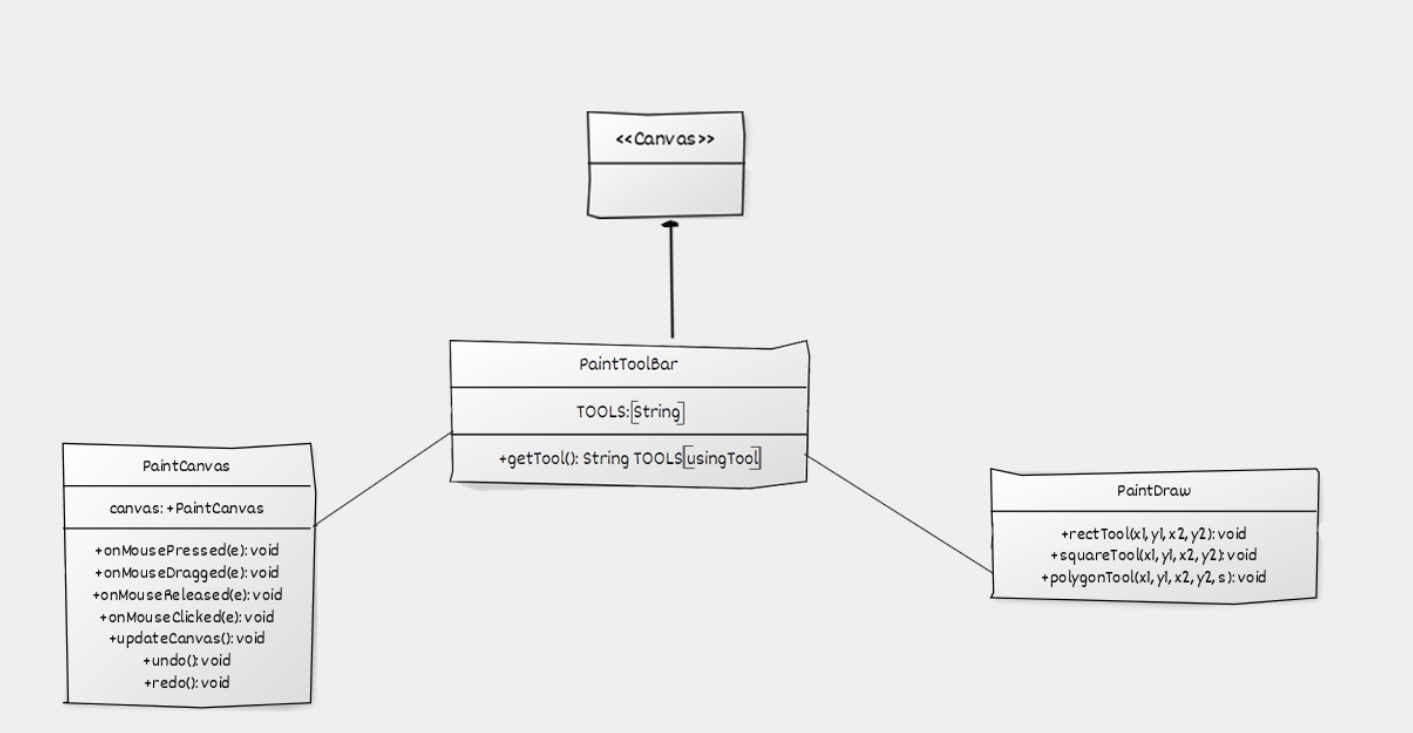 <<Canvas>>
PaintToolBar
TOOLS:[String]
+getTool(): String TOOLS[usingTool]
PaintCanvas
canvas: +PaintCanvas
+onMousePressed(e): void
+onMouseDragged(e): void
+onMouseReleased(e): void
+onMouseClicked(e): void
+updateCanvas(): void
+undo(): void
+redo(): void
PaintDraw
+rectTool(x1, y1, x2, y2): void
+squareTool(x1, y1, x2, y2): void
+polygonTool(x1, y1, x2, y2, s): void